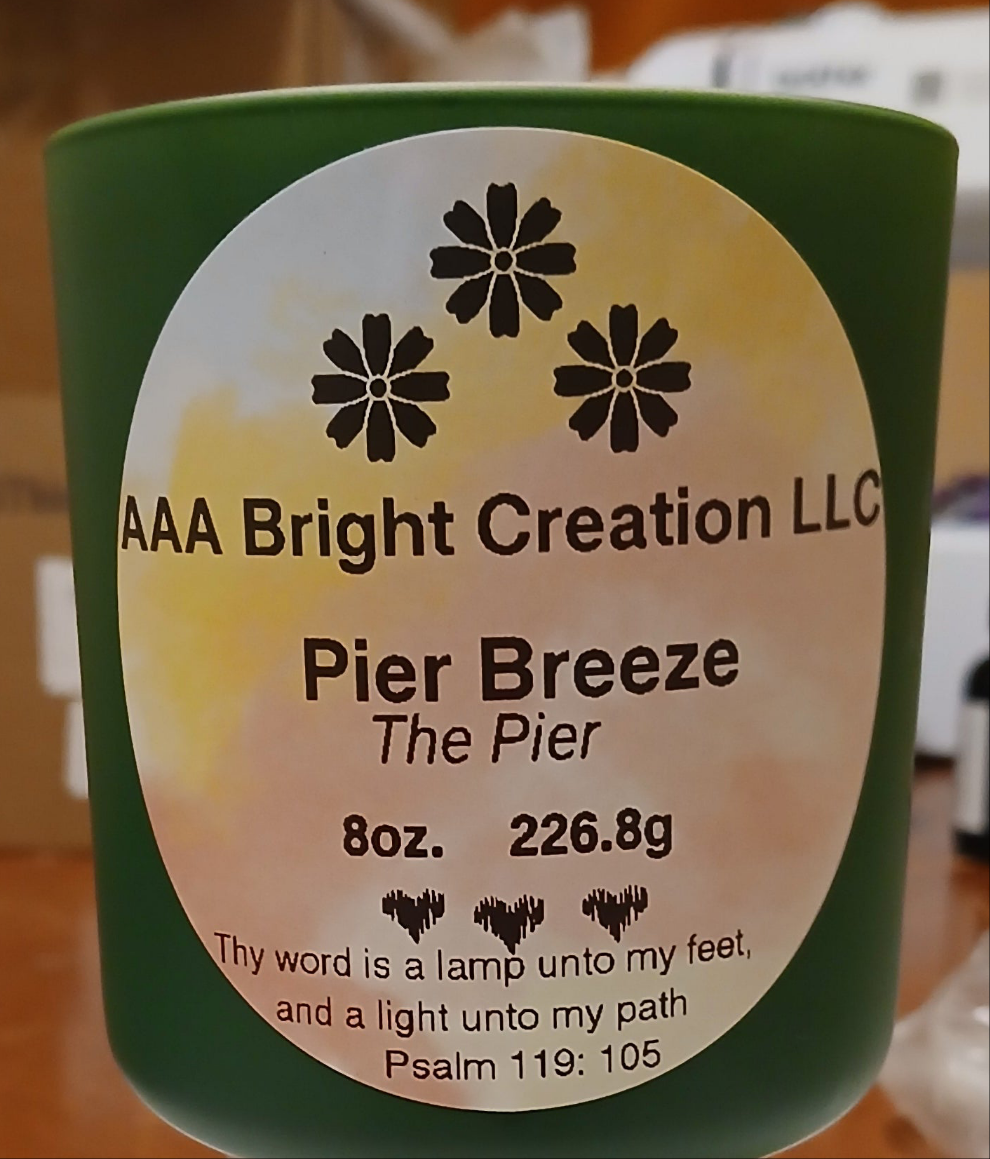 AAA Bright Creation LLC
Pier Breeze
The Pier
8oz. 226.8g
Thy word is a lamp unto my feet,
and a light unto my path
Psalm 119: 105